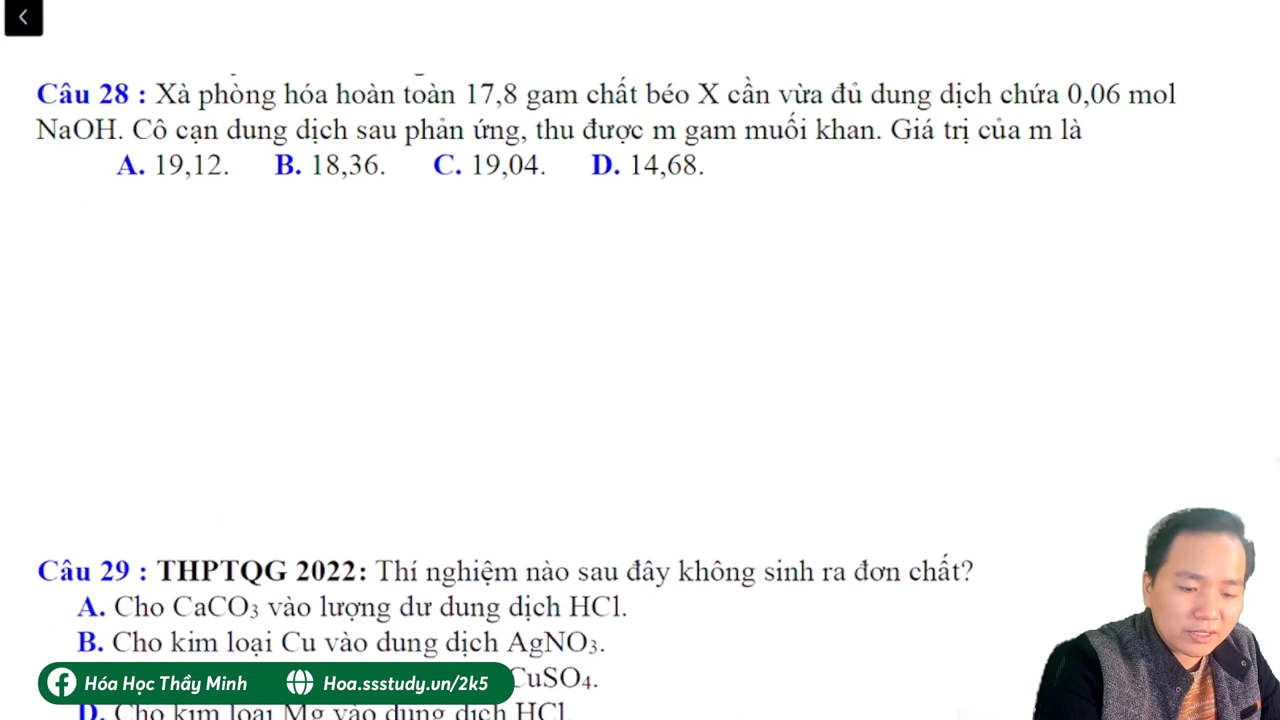 Câu 28 : Xà phòng hóa hoàn toàn 17,8 gam chất béo X cần vừa đủ dung dịch chứa 0,06 mol
NaOH. Cô cạn dung dịch sau phản ứng, thu được m gam muối khan. Giá trị của m là
A. 19,12. B. 18,36. C. 19,04. D. 14,68.
Câu 29 : THPTQG 2022: Thí nghiệm nào sau đây không sinh ra đơn chất?
A. Cho CaCO₃ vào lượng dư dung dịch HCl.
B. Cho kim loại Cu vào dung dịch AgNO₃.
CuSO₄.
Hóa Học Thầy Minh Hoa.ssstudy.vn/2k5
D. Cho kim loại Mg vào dung dịch HCl.